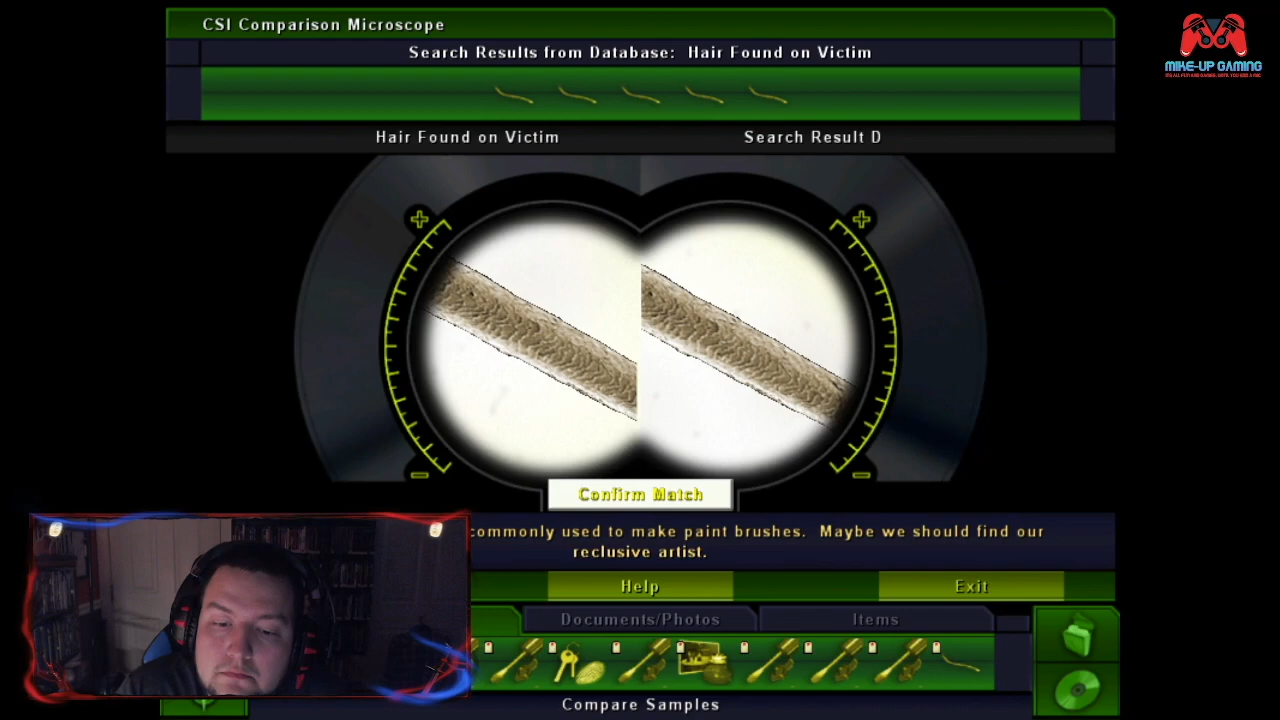 CSI Comparison Microscope
MIKE-UP GAMING
Search Results from Database: Hair Found on Victim
Hair Found on Victim
Search Result D
Confirm Match
commonly used to make paint brushes. Maybe we should find our
reclusive artist.
Help
Exit
Documents/Photos
Items
Compare Samples